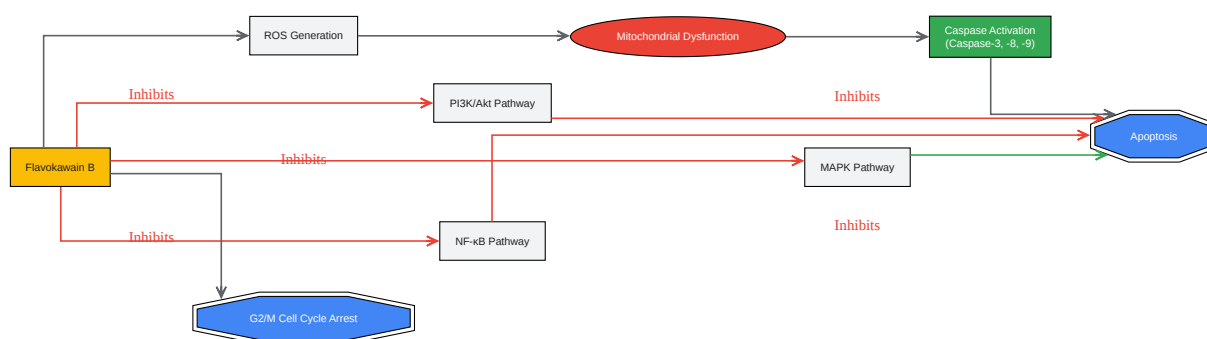 ROS Generation
Mitochondrial Dysfunction
Caspase Activation
(Caspase-3, -8, -9)
Inhibits
PI3K/Akt Pathway
Inhibits
Apoptosis
Flavokawain B
Inhibits
MAPK Pathway
Inhibits
NF-κB Pathway
Inhibits
G2/M Cell Cycle Arrest